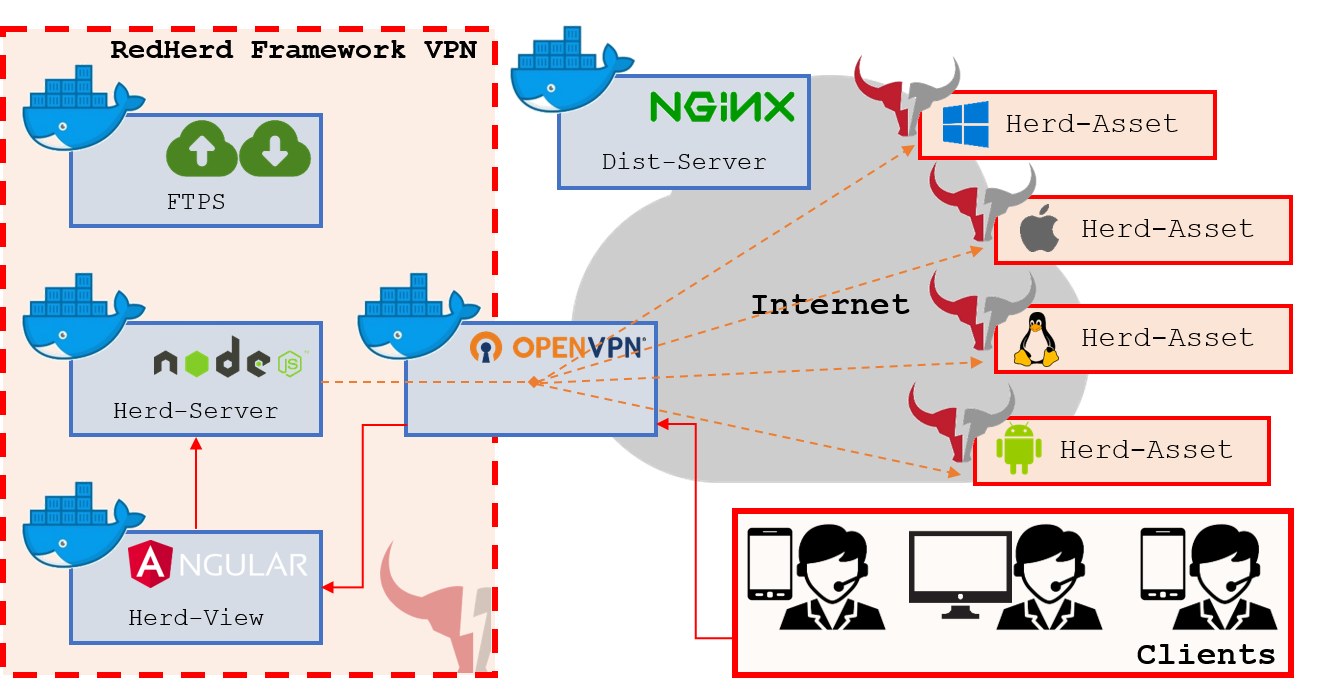 RedHerd Framework VPN
FTPS
NGINX
Dist-Server
Herd-Asset
Herd-Asset
Internet
Herd-Asset
Herd-Asset
node
JS
Herd-Server
OPENVPN
ANGULAR
Herd-View
Clients